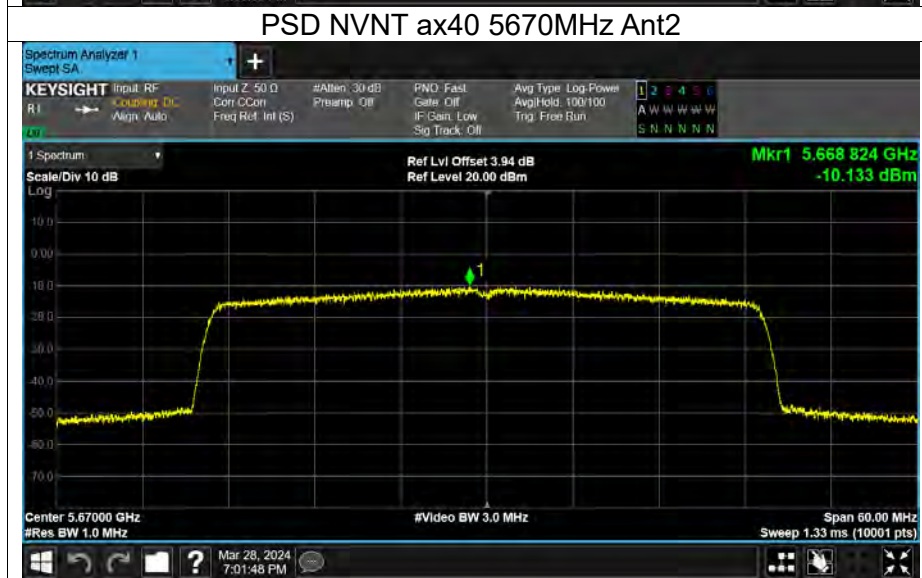 PSD NVNT ax40 5670MHz Ant2
Spectrum Analyzer 1
Swept SA
+
KEYSIGHT Input: RF Input Z: 50 Ω #Atten: 30 dB PNO: Fast Avg Type: Log-Power 1 2 3 4 5 6
Coupling: DC Corr CCorr Preamp: Off Gate: Off Avg|Hold: 100/100 A W W W W W
Align: Auto Freq Ref: Int (S) IF Gain: Low Trig: Free Run S N N N N N
Sig Track: Off
1 Spectrum Ref Lvl Offset 3.94 dB Mkr1 5.668 824 GHz
Scale/Div 10 dB Ref Level 20.00 dBm -10.133 dBm
Log
10.0
0.00
1
-10.0
-20.0
-30.0
-40.0
-50.0
-60.0
-70.0
Center 5.67000 GHz #Video BW 3.0 MHz Span 60.00 MHz
#Res BW 1.0 MHz Sweep 1.33 ms (10001 pts)
? Mar 28, 2024
7:01:48 PM